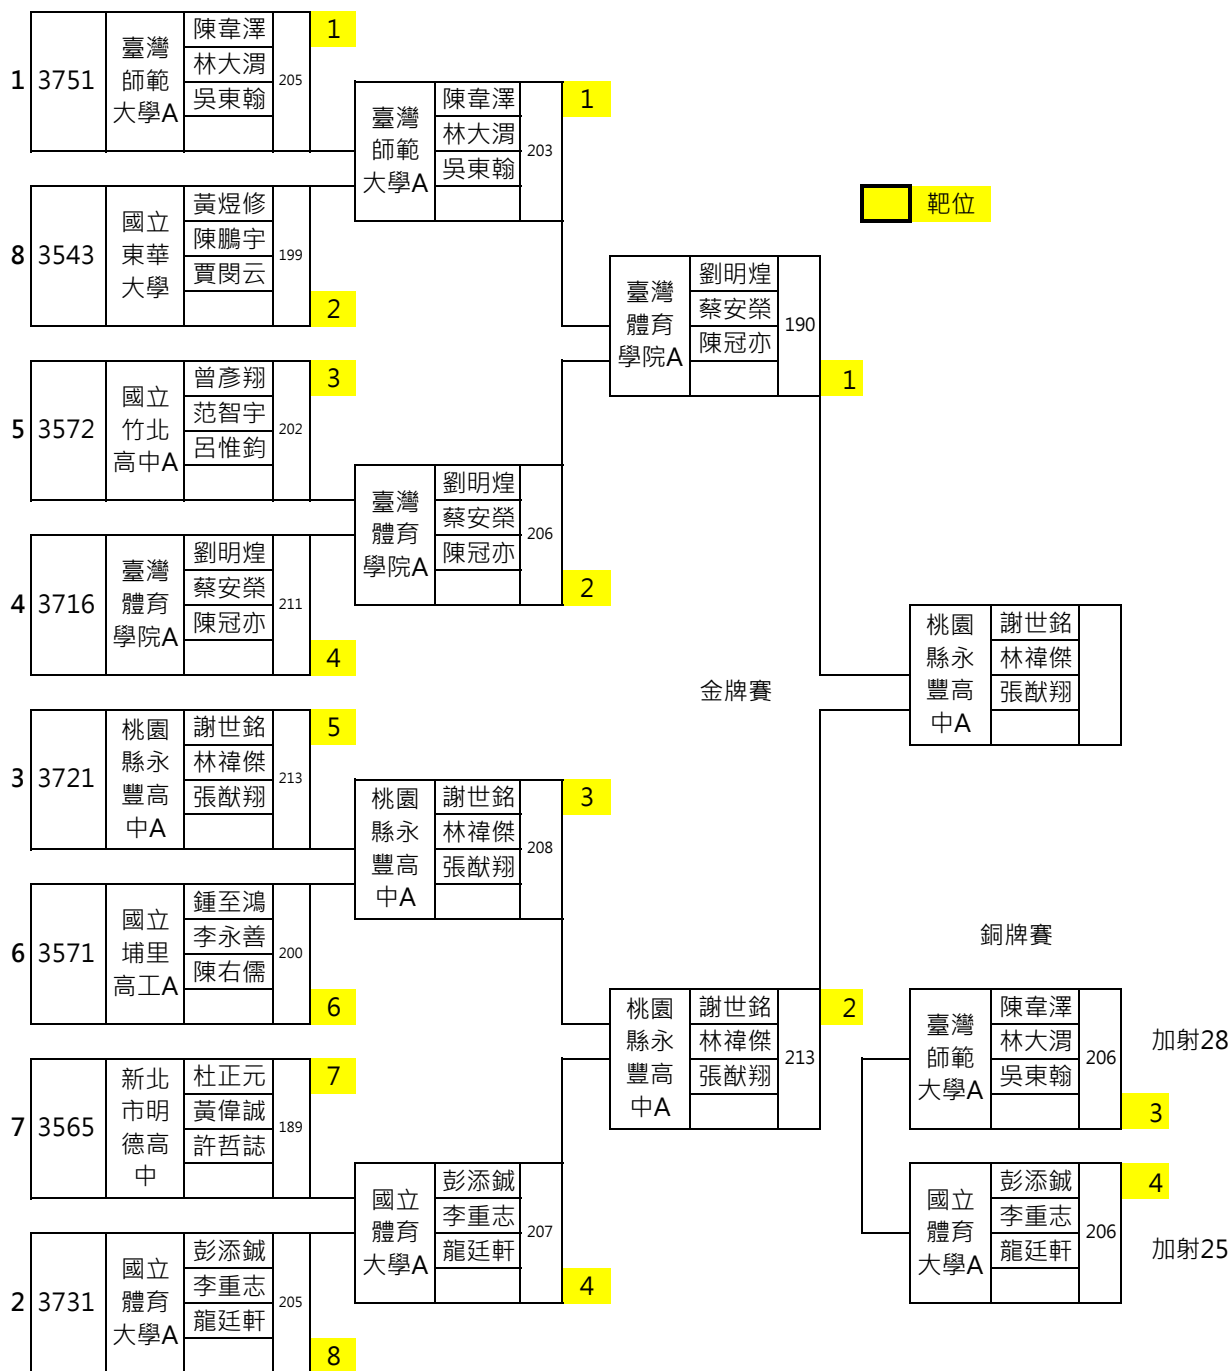 1 3751 臺灣師範大學A 陳韋澤 林大渭 吳東翰 205 1
8 3543 國立東華大學 黃煜修 陳鵬宇 賈閔云 199 2
5 3572 國立竹北高中A 曾彥翔 范智宇 呂惟鈞 202 3
4 3716 臺灣體育學院A 劉明煌 蔡安榮 陳冠亦 211 4
3 3721 桃園縣永豐高中A 謝世銘 林禕傑 張猷翔 213 5
6 3571 國立埔里高工A 鍾至鴻 李永善 陳右儒 200 6
7 3565 新北市明德高中 杜正元 黃偉誠 許哲誌 189 7
2 3731 國立體育大學A 彭添鋮 李重志 龍廷軒 205 8
臺灣師範大學A 陳韋澤 林大渭 吳東翰 203 1
臺灣體育學院A 劉明煌 蔡安榮 陳冠亦 206 2
桃園縣永豐高中A 謝世銘 林禕傑 張猷翔 208 3
國立體育大學A 彭添鋮 李重志 龍廷軒 207 4
靶位
臺灣體育學院A 劉明煌 蔡安榮 陳冠亦 190 1
金牌賽
桃園縣永豐高中A 謝世銘 林禕傑 張猷翔 213 2
桃園縣永豐高中A 謝世銘 林禕傑 張猷翔
銅牌賽
臺灣師範大學A 陳韋澤 林大渭 吳東翰 206 3 加射28
國立體育大學A 彭添鋮 李重志 龍廷軒 206 4 加射25